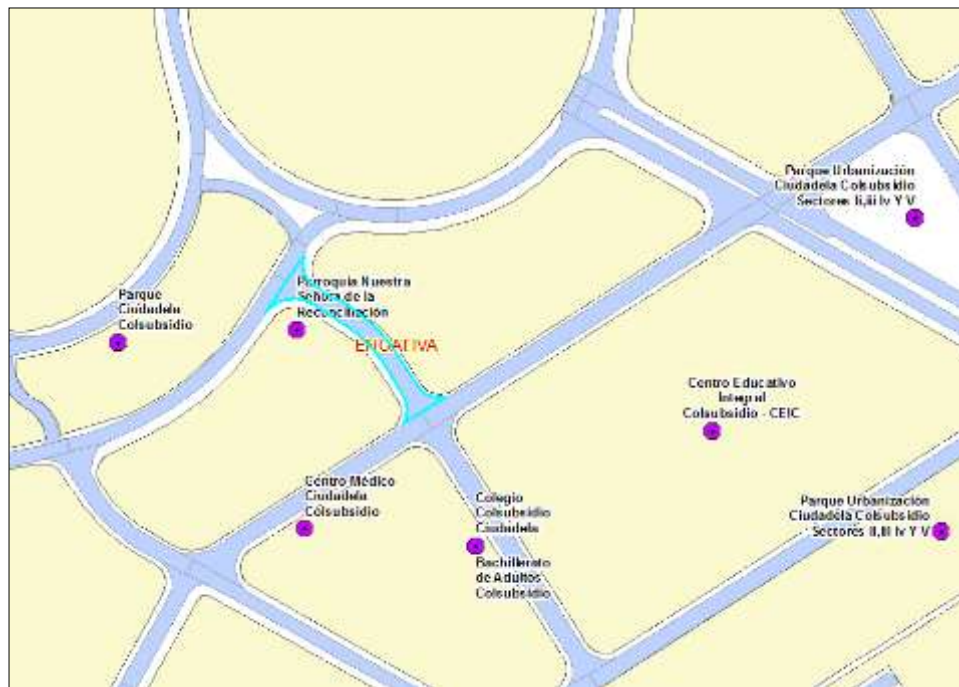 Parque Urbanización
Ciudadela Colsubsidio
Sectores Ii,iii Iv Y V
Parroquia Nuestra
Señora de la
Reconciliación
Parque
Ciudadela
Colsubsidio
ENGATIVA
Centro Educativo
Integral
Colsubsidio - CEIC
Centro Médico
Ciudadela
Colsubsidio
Colegio
Colsubsidio
Ciudadela
Parque Urbanización
Ciudadela Colsubsidio
Sectores Ii,iii Iv Y V
Bachillerato
de Adultos
Colsubsidio